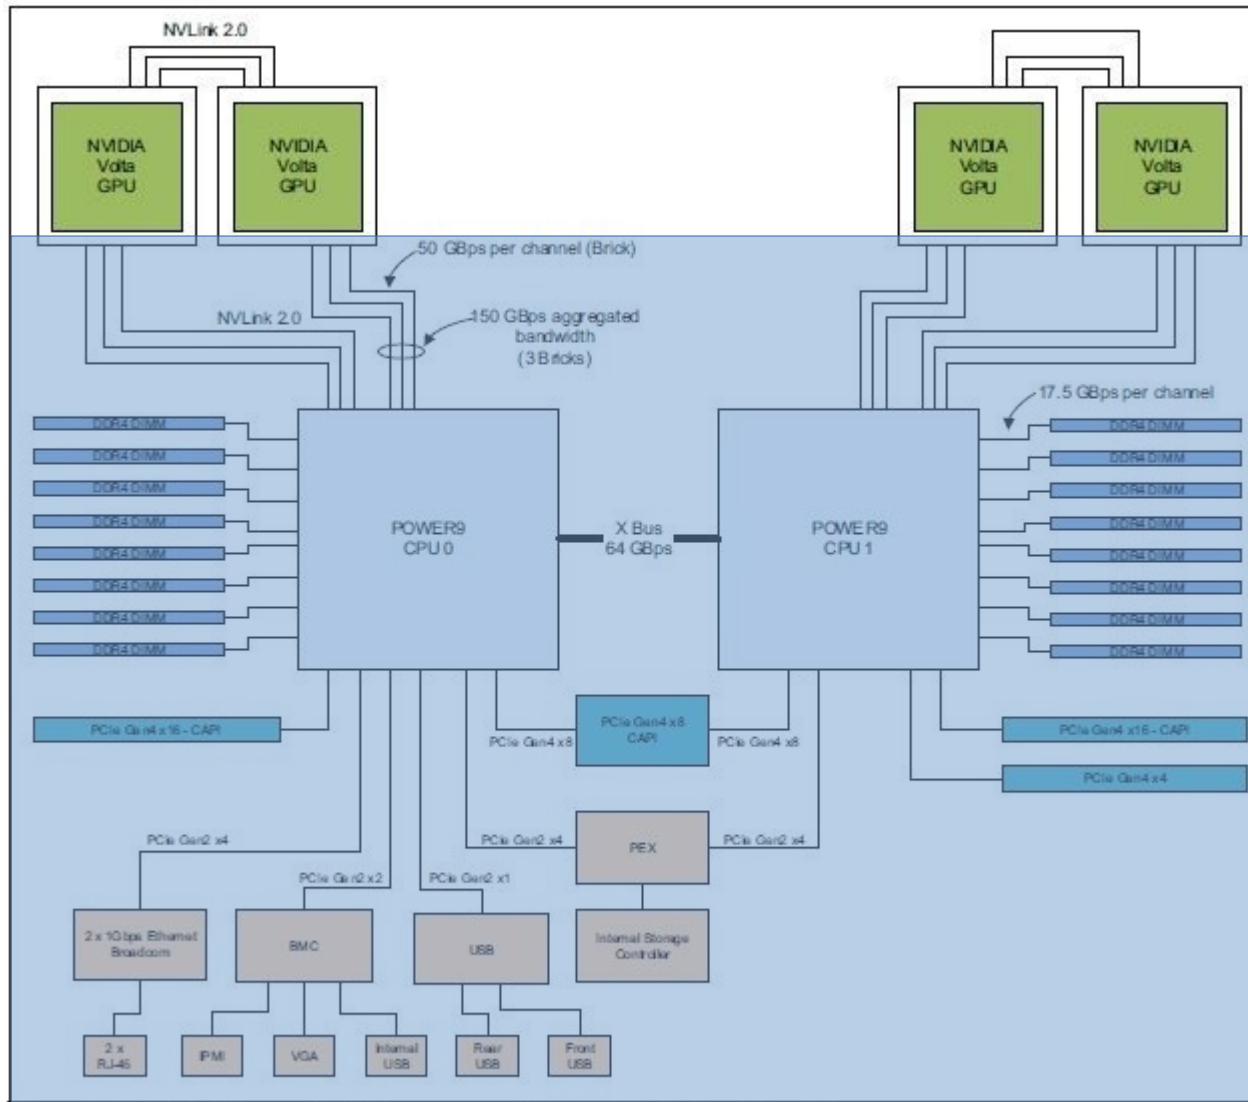 NVLink 2.0
NVIDIA
Volta
GPU
NVIDIA
Volta
GPU
NVIDIA
Volta
GPU
NVIDIA
Volta
GPU
50 GBps per channel (Brick)
NVLink 2.0
150 GBps aggregated
bandwidth
(3 Bricks)
17.5 GBps per channel
DDR4 DIMM
DDR4 DIMM
DDR4 DIMM
DDR4 DIMM
DDR4 DIMM
DDR4 DIMM
DDR4 DIMM
DDR4 DIMM
POWER9
CPU 0
X Bus
64 GBps
POWER9
CPU 1
DDR4 DIMM
DDR4 DIMM
DDR4 DIMM
DDR4 DIMM
DDR4 DIMM
DDR4 DIMM
DDR4 DIMM
DDR4 DIMM
PCIe Gen4 x16 - CAPI
PCIe Gen4 x8
PCIe Gen4 x8
CAPI
PCIe Gen4 x8
PCIe Gen4 x16 - CAPI
PCIe Gen4 x4
PCIe Gen2 x4
PCIe Gen2 x2
PCIe Gen2 x1
PCIe Gen2 x4
PEX
PCIe Gen2 x4
2 x 1Gbps Ethernet
Broadcom
BMC
USB
Internal Storage
Controller
2 x
RJ-45
IPMI
VGA
Internal
USB
Rear
USB
Front
USB